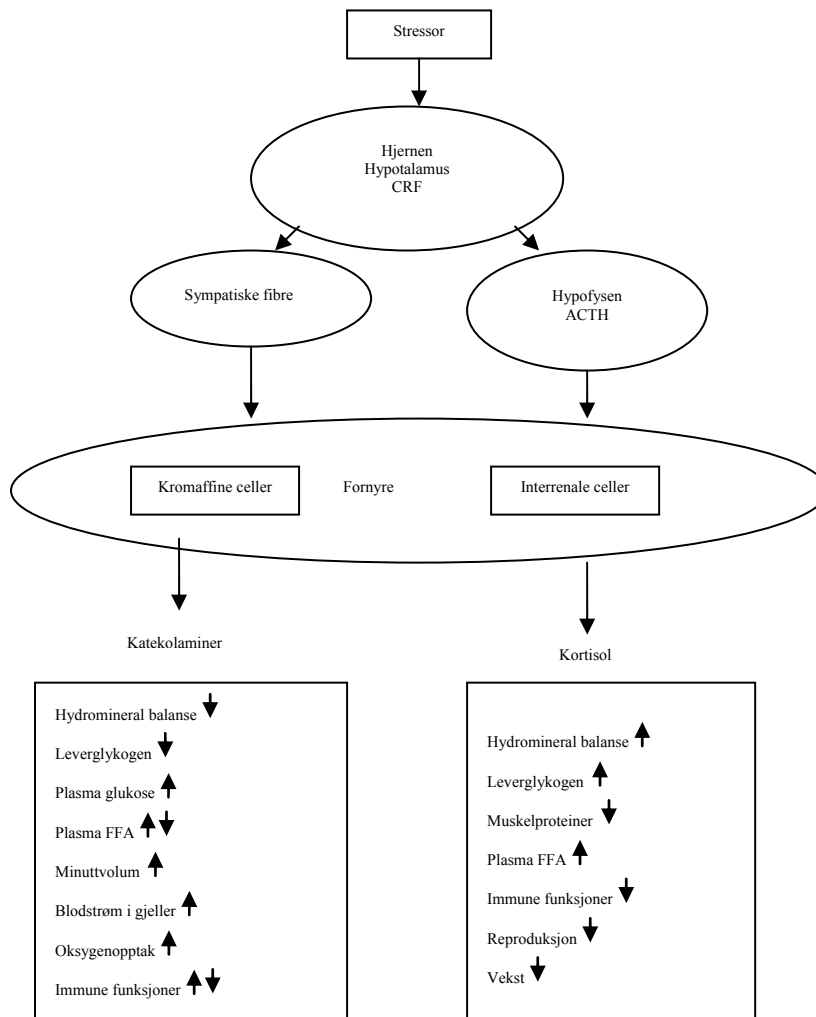 Stressor
Hjernen
Hypotalamus
CRF
Sympatiske fibre
Hypofysen
ACTH
Kromaffine celler
Fornyre
Interrenale celler
Katekolaminer
Kortisol
Hydromineral balanse
Leverglykogen
Plasma glukose
Plasma FFA
Minuttvolum
Blodstrøm i gjeller
Oksygenopptak
Immune funksjoner
Hydromineral balanse
Leverglykogen
Muskelproteiner
Plasma FFA
Immune funksjoner
Reproduksjon
Vekst